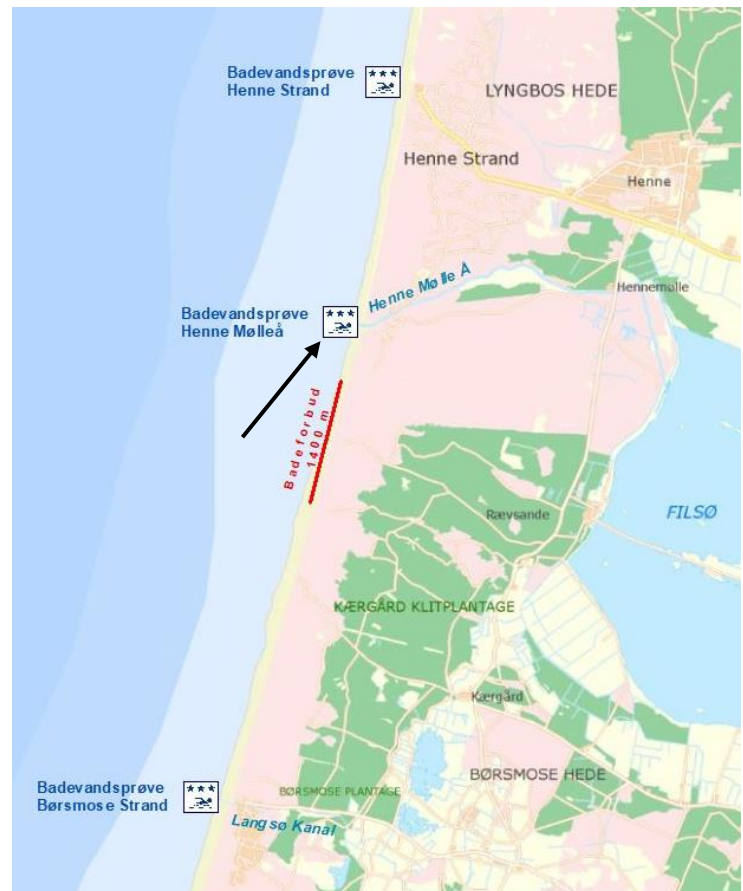 Badevandsprøve
Henne Strand
LYNGBOS HEDE
Henne Strand
Henne
Henne Mølle Å
Hennemølle
Badevandsprøve
Henne Mølleå
Badeforbud
1400 m
Rævsande
FILSØ
KÆRGÅRD KLITPLANTAGE
Kærgård
BØRSMOSE HEDE
Badevandsprøve
Børsmose Strand
BØRSMOSE PLANTAGE
Langsø Kanal